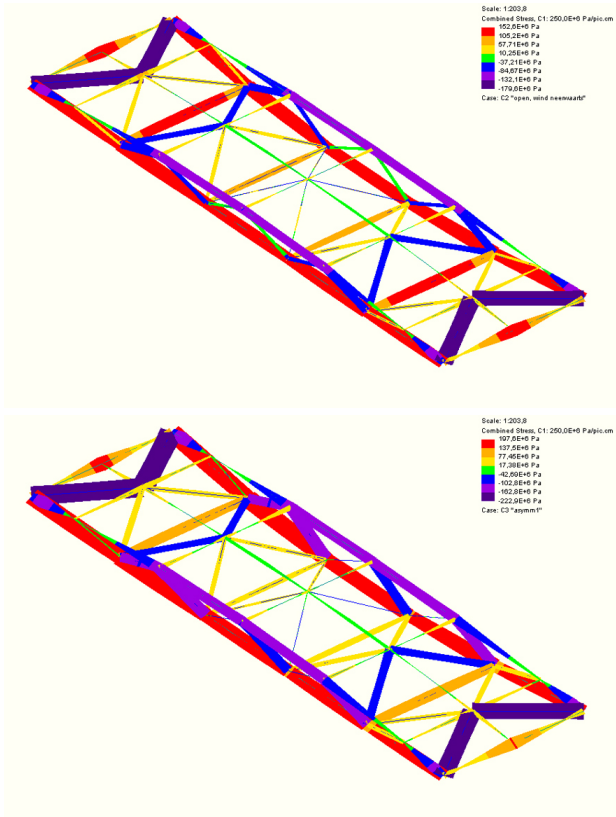 Scale: 1:203,8
Combined Stress, C1: 250,0E+6 Pa/pic.cm
152,6E+6 Pa
105,2E+6 Pa
57,71E+6 Pa
10,25E+6 Pa
-37,21E+6 Pa
-84,67E+6 Pa
-132,1E+6 Pa
-179,6E+6 Pa
Case: C2 "open, wind neerwaarts"
Scale: 1:203,8
Combined Stress, C1: 250,0E+6 Pa/pic.cm
197,6E+6 Pa
137,5E+6 Pa
77,45E+6 Pa
17,38E+6 Pa
-42,69E+6 Pa
-102,8E+6 Pa
-162,8E+6 Pa
-222,9E+6 Pa
Case: C3 "asymm1"